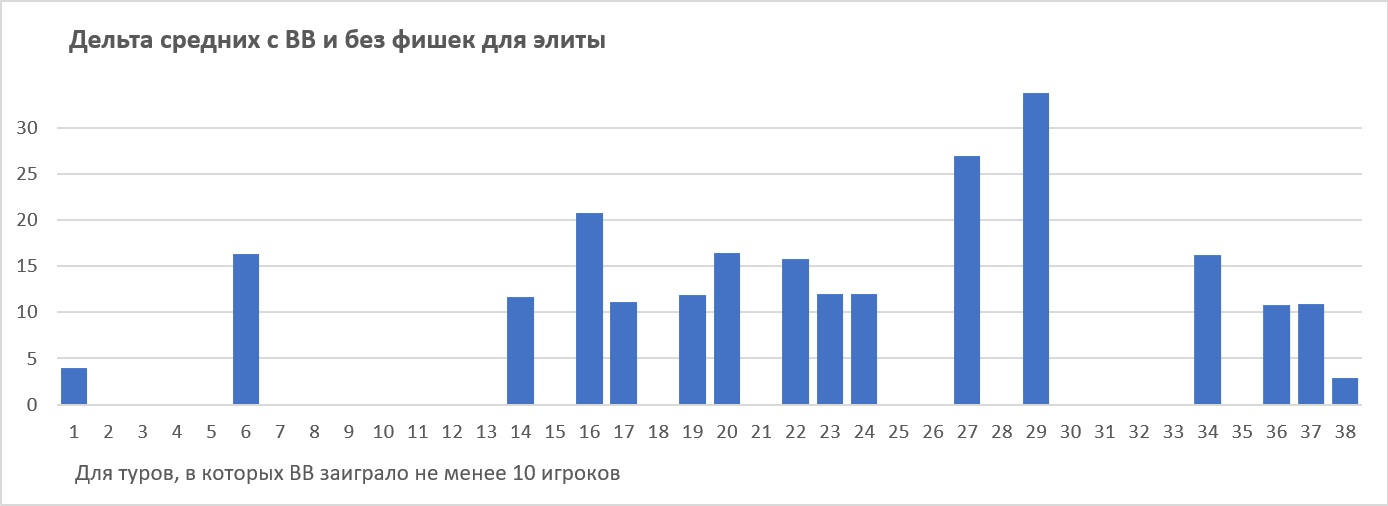 Дельта средних с BB и без фишек для элиты
30
25
20
15
10
5
0
1 2 3 4 5 6 7 8 9 10 11 12 13 14 15 16 17 18 19 20 21 22 23 24 25 26 27 28 29 30 31 32 33 34 35 36 37 38
Для туров, в которых BB заиграло не менее 10 игроков